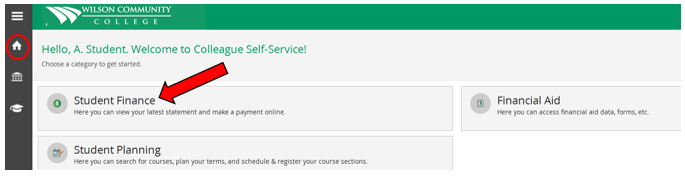 WILSON COMMUNITY
COLLEGE
Hello, A. Student. Welcome to Colleague Self-Service!
Choose a category to get started.
Student Finance
Here you can view your latest statement and make a payment online.
Financial Aid
Here you can access financial aid data, forms, etc.
Student Planning
Here you can search for courses, plan your terms, and schedule & register your course sections.